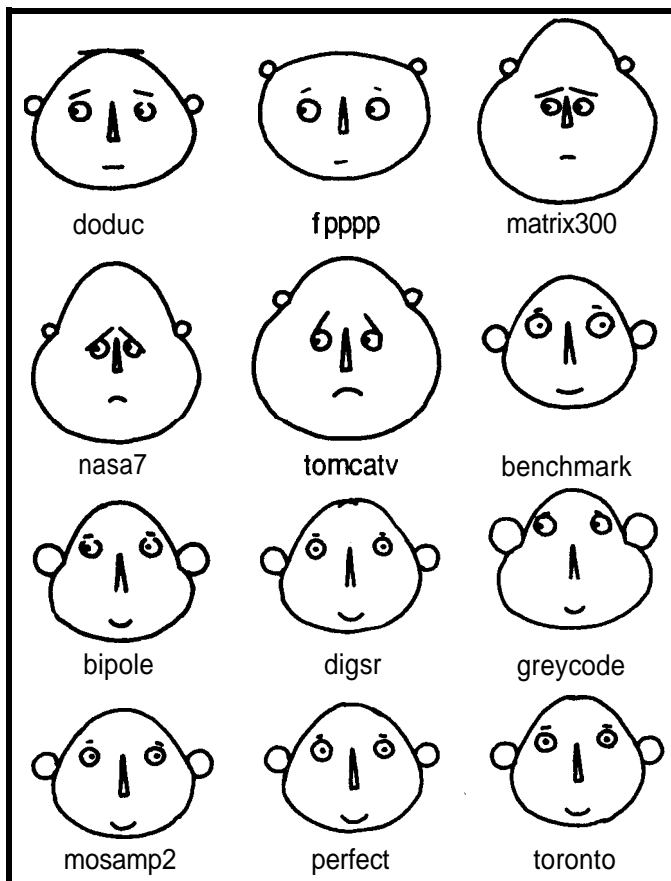 doduc fpppp matrix300
nasa7 tomcatv benchmark
bipole digsr greycode
mosamp2 perfect toronto